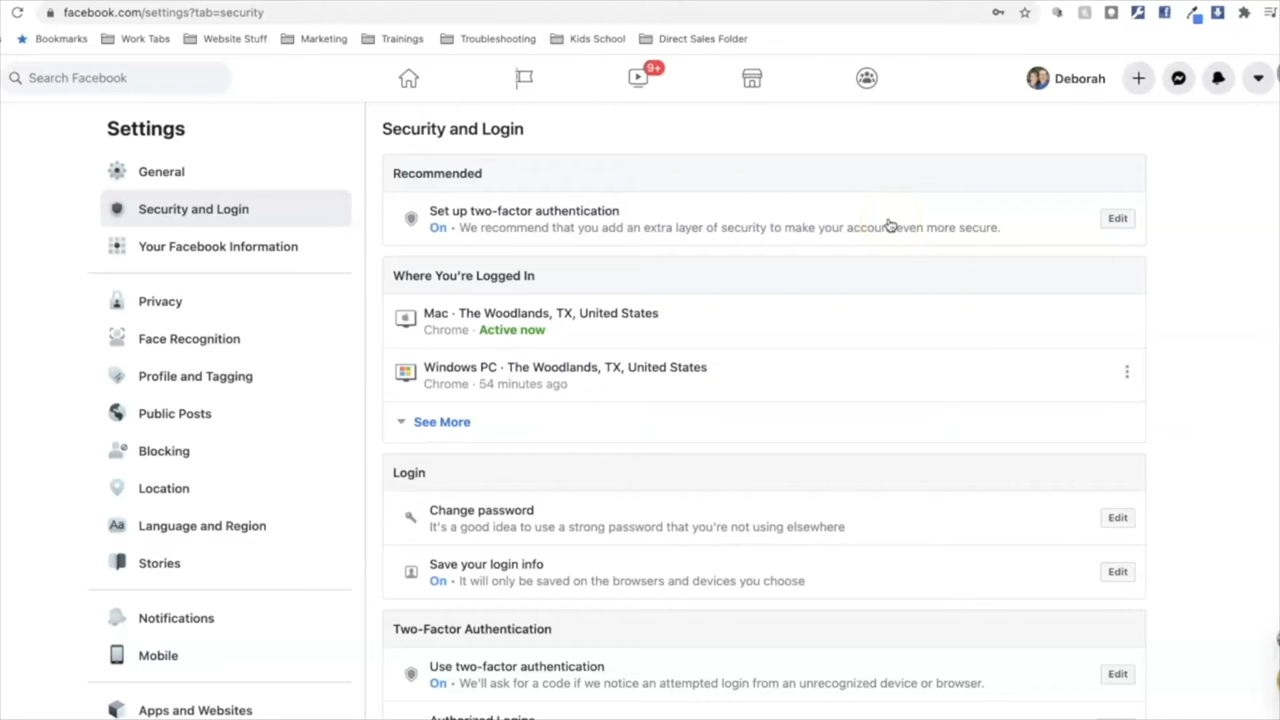 facebook.com/settings?tab=security
Bookmarks Work Tabs Website Stuff Marketing Trainings Troubleshooting Kids School Direct Sales Folder
Search Facebook
9+
Deborah
Settings
General
Security and Login
Your Facebook Information
Privacy
Face Recognition
Profile and Tagging
Public Posts
Blocking
Location
Aa Language and Region
Stories
Notifications
Mobile
Apps and Websites
Security and Login
Recommended
Set up two-factor authentication
On · We recommend that you add an extra layer of security to make your account even more secure.
Edit
Where You're Logged In
Mac · The Woodlands, TX, United States
Chrome · Active now
Windows PC · The Woodlands, TX, United States
Chrome · 54 minutes ago
See More
Login
Change password
It's a good idea to use a strong password that you're not using elsewhere
Edit
Save your login info
On · It will only be saved on the browsers and devices you choose
Edit
Two-Factor Authentication
Use two-factor authentication
On · We'll ask for a code if we notice an attempted login from an unrecognized device or browser.
Edit
Authorized Logins